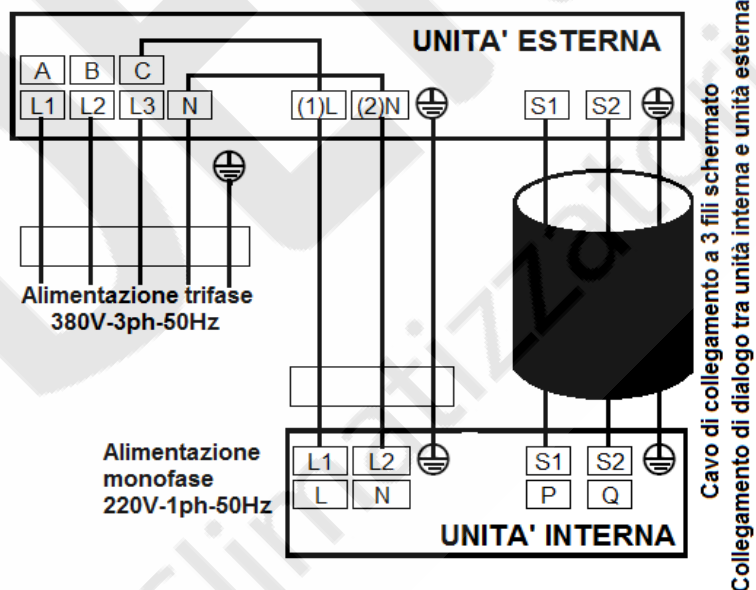 UNITA' ESTERNA
A B C
L1 L2 L3 N (1)L (2)N S1 S2
Alimentazione trifase
380V-3ph-50Hz
Cavo di collegamento a 3 fili schermato
Collegamento di dialogo tra unità interna e unità esterna
Alimentazione
monofase
220V-1ph-50Hz
L1 L2 S1 S2
L N P Q
UNITA' INTERNA